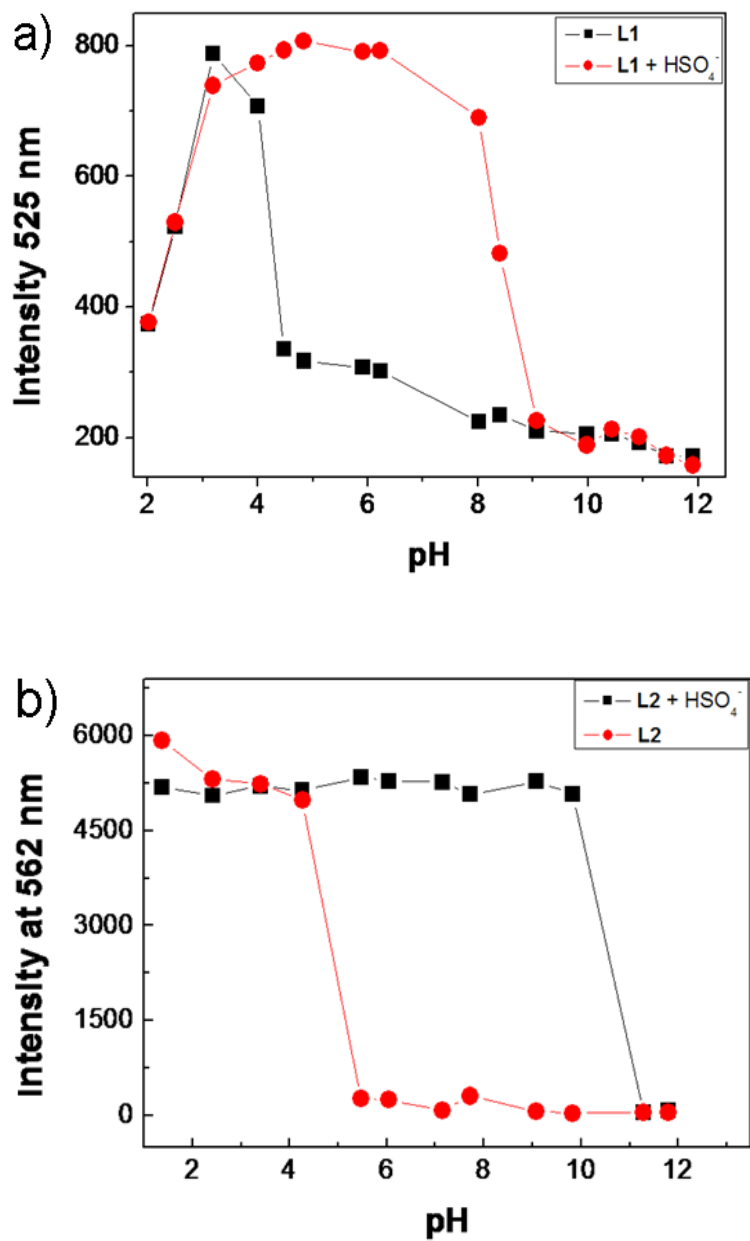 a)
800
600
400
200
L1
L1 + HSO₄⁻
Intensity 525 nm
2 4 6 8 10 12
pH
b)
6000
4500
3000
1500
0
L2 + HSO₄⁻
L2
Intensity at 562 nm
2 4 6 8 10 12
pH